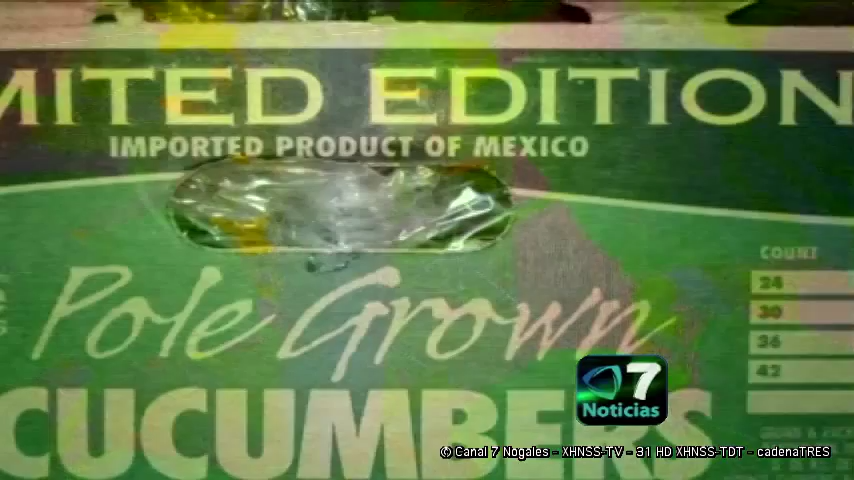 MITED EDITION
IMPORTED PRODUCT OF MEXICO
COUNT
24
30
36
42
Pole Grown
CUCUMBERS
7
Noticias
© Canal 7 Nogales - XHNSS-TV - 31 HD XHNSS-TDT - cadenaTRES